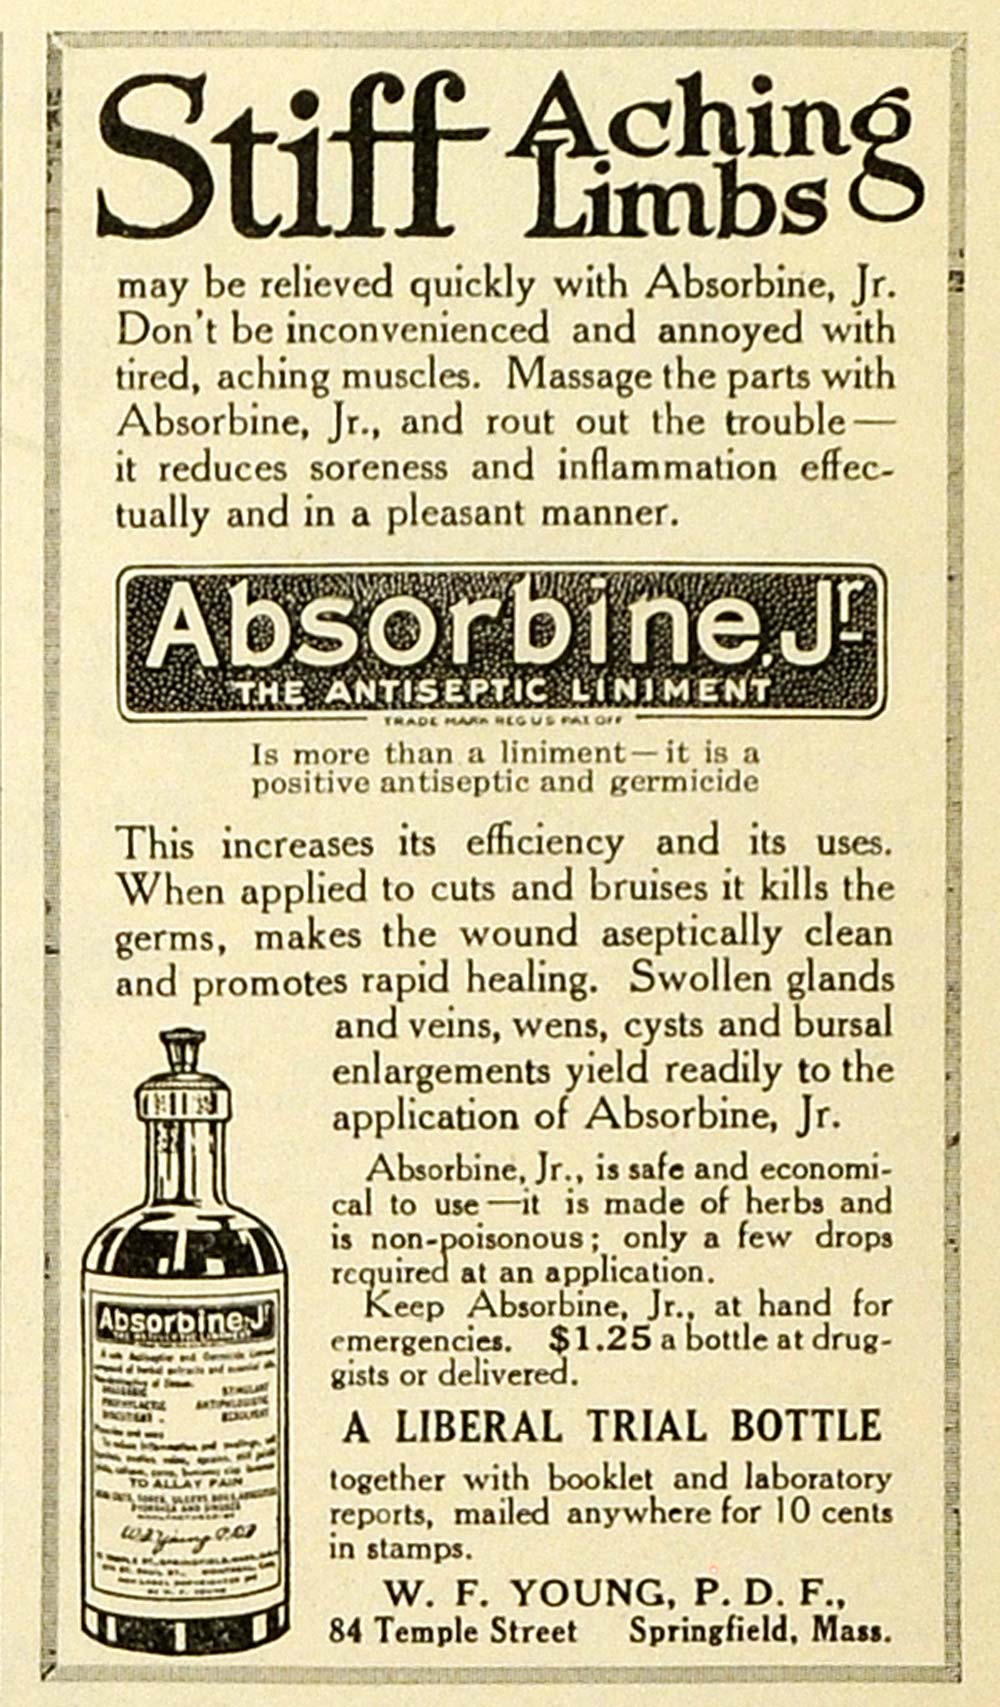 Stiff Aching
Limbs
may be relieved quickly with Absorbine, Jr.
Don't be inconvenienced and annoyed with
tired, aching muscles. Massage the parts with
Absorbine, Jr., and rout out the trouble—
it reduces soreness and inflammation effec-
tually and in a pleasant manner.
Absorbine, Jr.
THE ANTISEPTIC LINIMENT
TRADE MARK REG U S PAT OFF
Is more than a liniment—it is a
positive antiseptic and germicide
This increases its efficiency and its uses.
When applied to cuts and bruises it kills the
germs, makes the wound aseptically clean
and promotes rapid healing. Swollen glands
and veins, wens, cysts and bursal
enlargements yield readily to the
application of Absorbine, Jr.
Absorbine, Jr., is safe and economi-
cal to use—it is made of herbs and
is non-poisonous; only a few drops
required at an application.
Keep Absorbine, Jr., at hand for
emergencies. $1.25 a bottle at drug-
gists or delivered.
A LIBERAL TRIAL BOTTLE
together with booklet and laboratory
reports, mailed anywhere for 10 cents
in stamps.
W. F. YOUNG, P. D. F.,
84 Temple Street Springfield, Mass.
Absorbine Jr
TO ALLAY PAIN